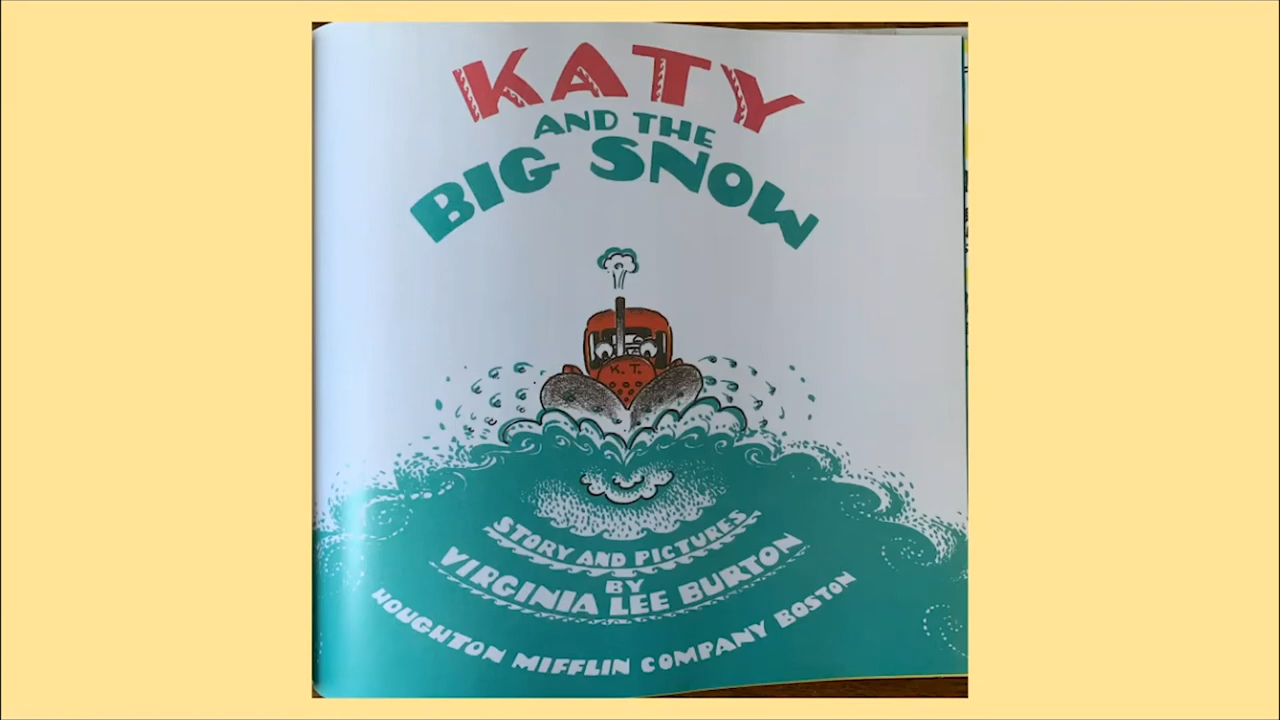 KATY
AND THE
BIG SNOW
K. T.
STORY AND PICTURES
BY
VIRGINIA LEE BURTON
HOUGHTON MIFFLIN COMPANY BOSTON